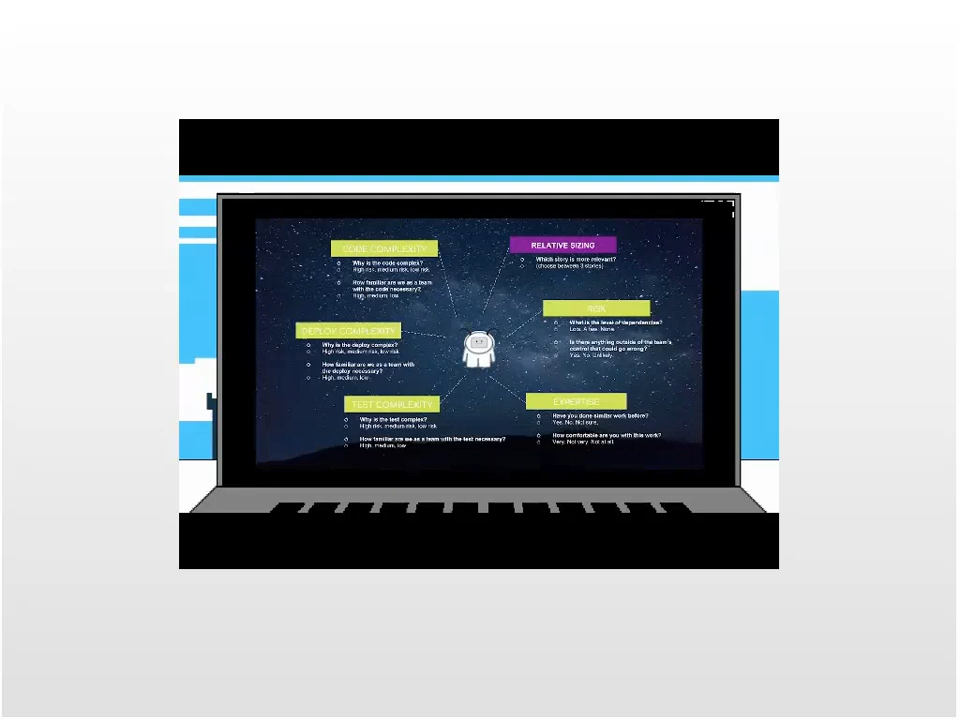 CODE COMPLEXITY
Why is the code complex?
High risk, medium risk, low risk
How familiar are we as a team
with the code necessary?
High, medium, low
RELATIVE SIZING
Which story is more relevant?
(choose between 3 stories)
RISK
What is the level of dependencies?
Lots. A few. None.
Is there anything outside of the team's
control that could go wrong?
Yes. No. Unlikely.
DEPLOY COMPLEXITY
Why is the deploy complex?
High risk, medium risk, low risk
How familiar are we as a team with
the deploy necessary?
High, medium, low
TEST COMPLEXITY
Why is the test complex?
High risk, medium risk, low risk
How familiar are we as a team with the test necessary?
High, medium, low
EXPERTISE
Have you done similar work before?
Yes. No. Not sure.
How comfortable are you with this work?
Very. Not very. Not at all.